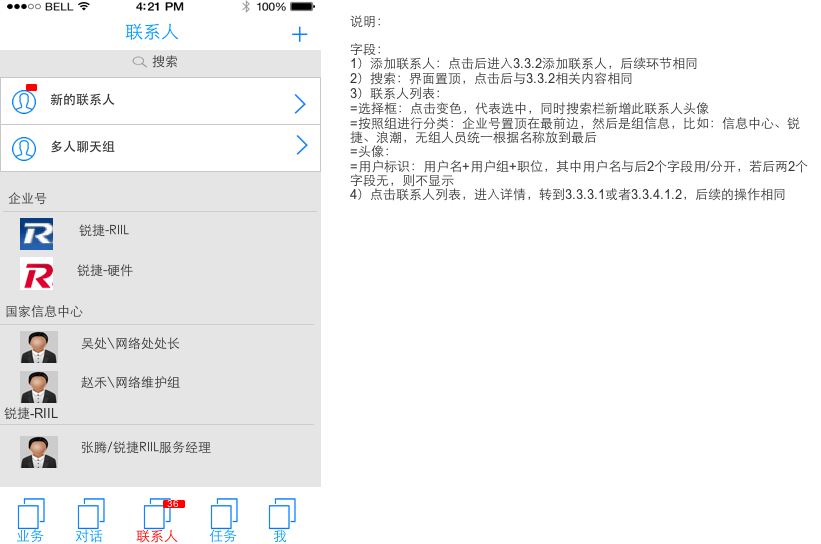 BELL 4:21 PM 100%
联系人
搜索
新的联系人
多人聊天组
企业号
锐捷-RIIL
锐捷-硬件
国家信息中心
吴处\网络处处长
赵禾\网络维护组
锐捷-RIIL
张腾/锐捷RIIL服务经理
36
业务 对话 联系人 任务 我
说明：
字段：
1）添加联系人：点击后进入3.3.2添加联系人，后续环节相同
2）搜索：界面置顶，点击后与3.3.2相关内容相同
3）联系人列表：
=选择框：点击变色，代表选中，同时搜索栏新增此联系人头像
=按照组进行分类：企业号置顶在最前边，然后是组信息，比如：信息中心、锐
捷、浪潮，无组人员统一根据名称放到最后
=头像：
=用户标识：用户名+用户组+职位，其中用户名与后2个字段用/分开，若后两2个
字段无，则不显示
4）点击联系人列表，进入详情，转到3.3.3.1或者3.3.4.1.2，后续的操作相同